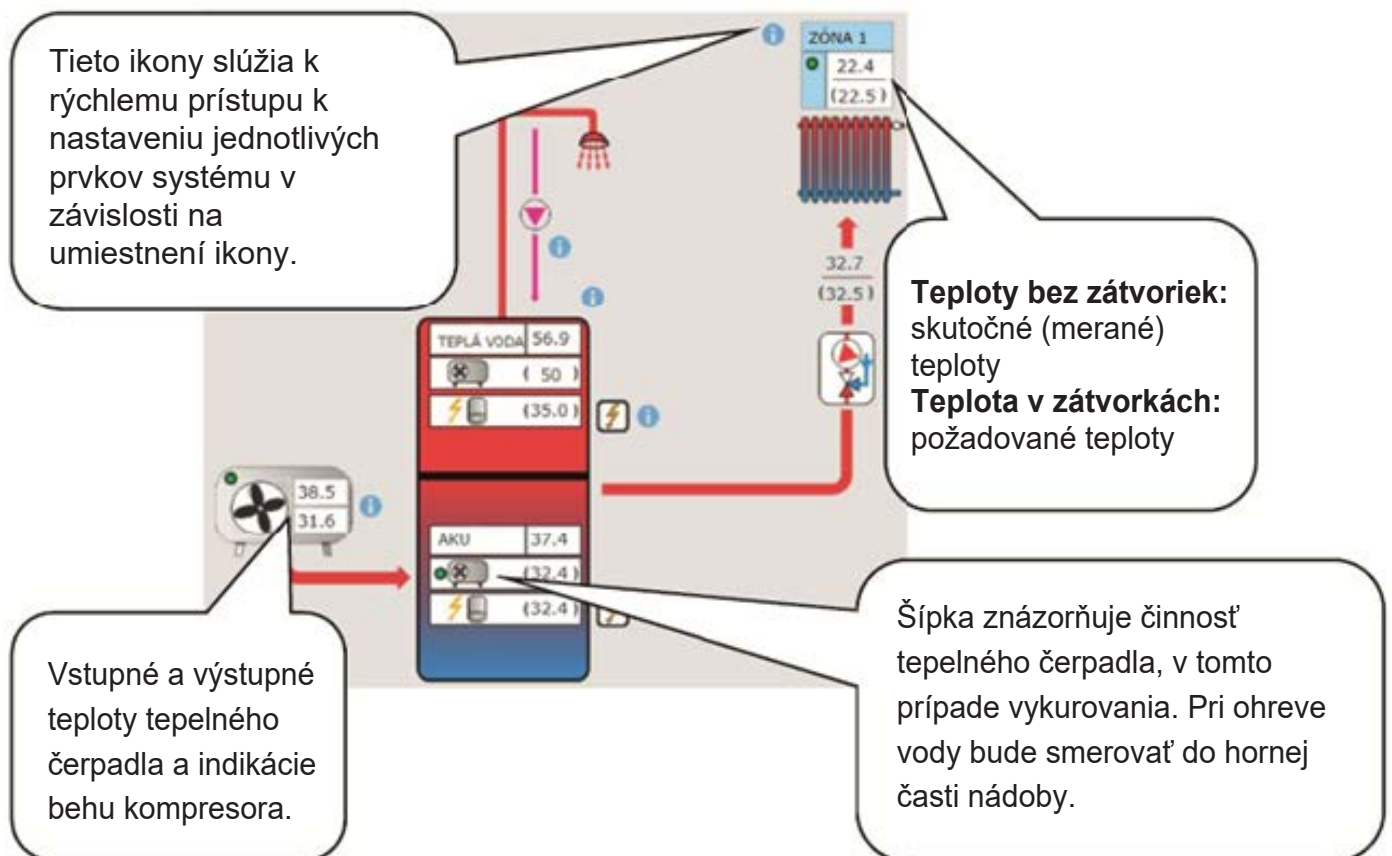 Tieto ikony slúžia k
rýchlemu prístupu k
nastaveniu jednotlivých
prvkov systému v
závislosti na
umiestnení ikony.
ZÓNA 1
22.4
(22.5)
32.7
(32.5)
Teploty bez zátvoriek:
skutočné (merané)
teploty
Teplota v zátvorkách:
požadované teploty
TEPLÁ VODA 56.9
( 50 )
(35.0)
38.5
31.6
AKU 37.4
(32.4)
(32.4)
Vstupné a výstupné
teploty tepelného
čerpadla a indikácie
behu kompresora.
Šípka znázorňuje činnosť
tepelného čerpadla, v tomto
prípade vykurovania. Pri ohreve
vody bude smerovať do hornej
časti nádoby.